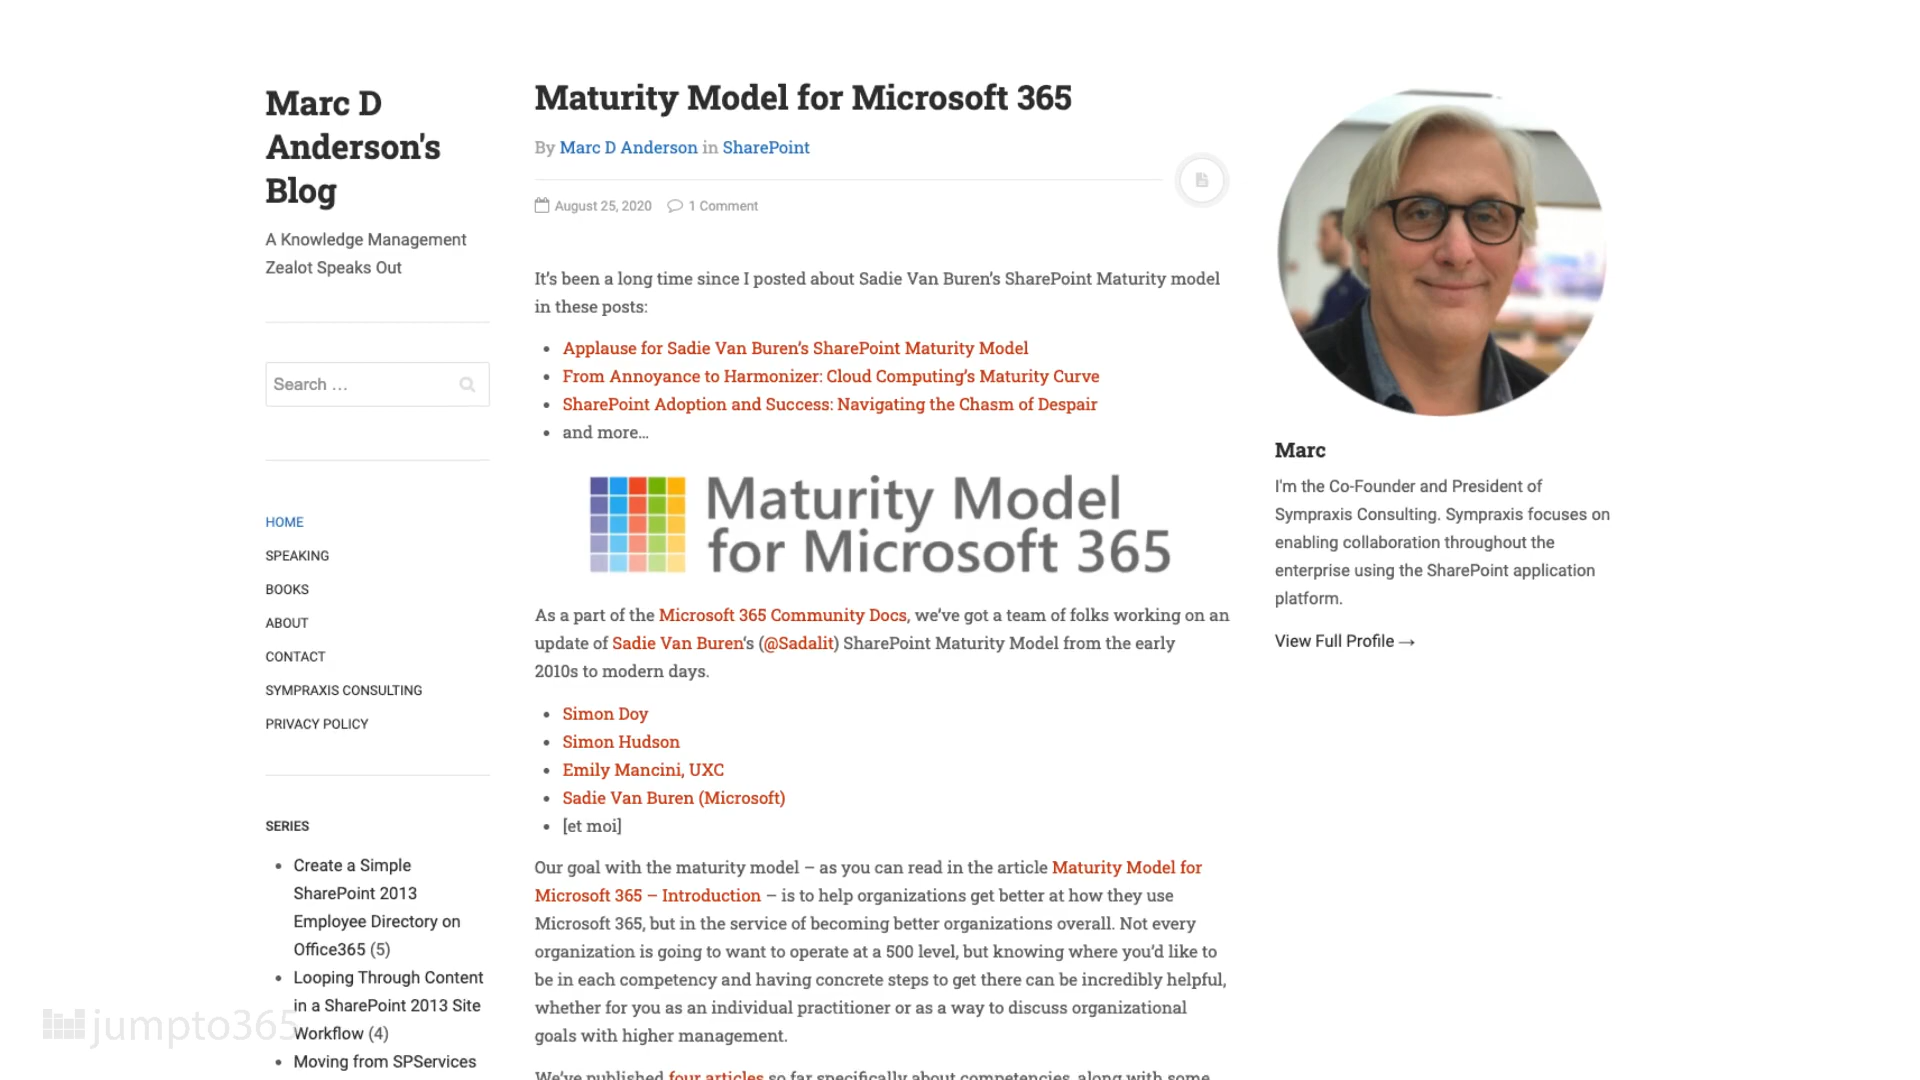 Marc D
Anderson's
Blog
A Knowledge Management
Zealot Speaks Out
Search ...
HOME
SPEAKING
BOOKS
ABOUT
CONTACT
SYMPRAXIS CONSULTING
PRIVACY POLICY
SERIES
• Create a Simple
SharePoint 2013
Employee Directory on
Office365 (5)
• Looping Through Content
in a SharePoint 2013 Site
Workflow (4)
• Moving from SPServices
Maturity Model for Microsoft 365
By Marc D Anderson in SharePoint
August 25, 2020 1 Comment
It’s been a long time since I posted about Sadie Van Buren’s SharePoint Maturity model
in these posts:
• Applause for Sadie Van Buren’s SharePoint Maturity Model
• From Annoyance to Harmonizer: Cloud Computing’s Maturity Curve
• SharePoint Adoption and Success: Navigating the Chasm of Despair
• and more…
Maturity Model
for Microsoft 365
As a part of the Microsoft 365 Community Docs, we’ve got a team of folks working on an
update of Sadie Van Buren‘s (@Sadalit) SharePoint Maturity Model from the early
2010s to modern days.
• Simon Doy
• Simon Hudson
• Emily Mancini, UXC
• Sadie Van Buren (Microsoft)
• [et moi]
Our goal with the maturity model – as you can read in the article Maturity Model for
Microsoft 365 – Introduction – is to help organizations get better at how they use
Microsoft 365, but in the service of becoming better organizations overall. Not every
organization is going to want to operate at a 500 level, but knowing where you’d like to
be in each competency and having concrete steps to get there can be incredibly helpful,
whether for you as an individual practitioner or as a way to discuss organizational
goals with higher management.
We’ve published four articles so far specifically about competencies, along with some
Marc
I'm the Co-Founder and President of
Sympraxis Consulting. Sympraxis focuses on
enabling collaboration throughout the
enterprise using the SharePoint application
platform.
View Full Profile →
jumpto365